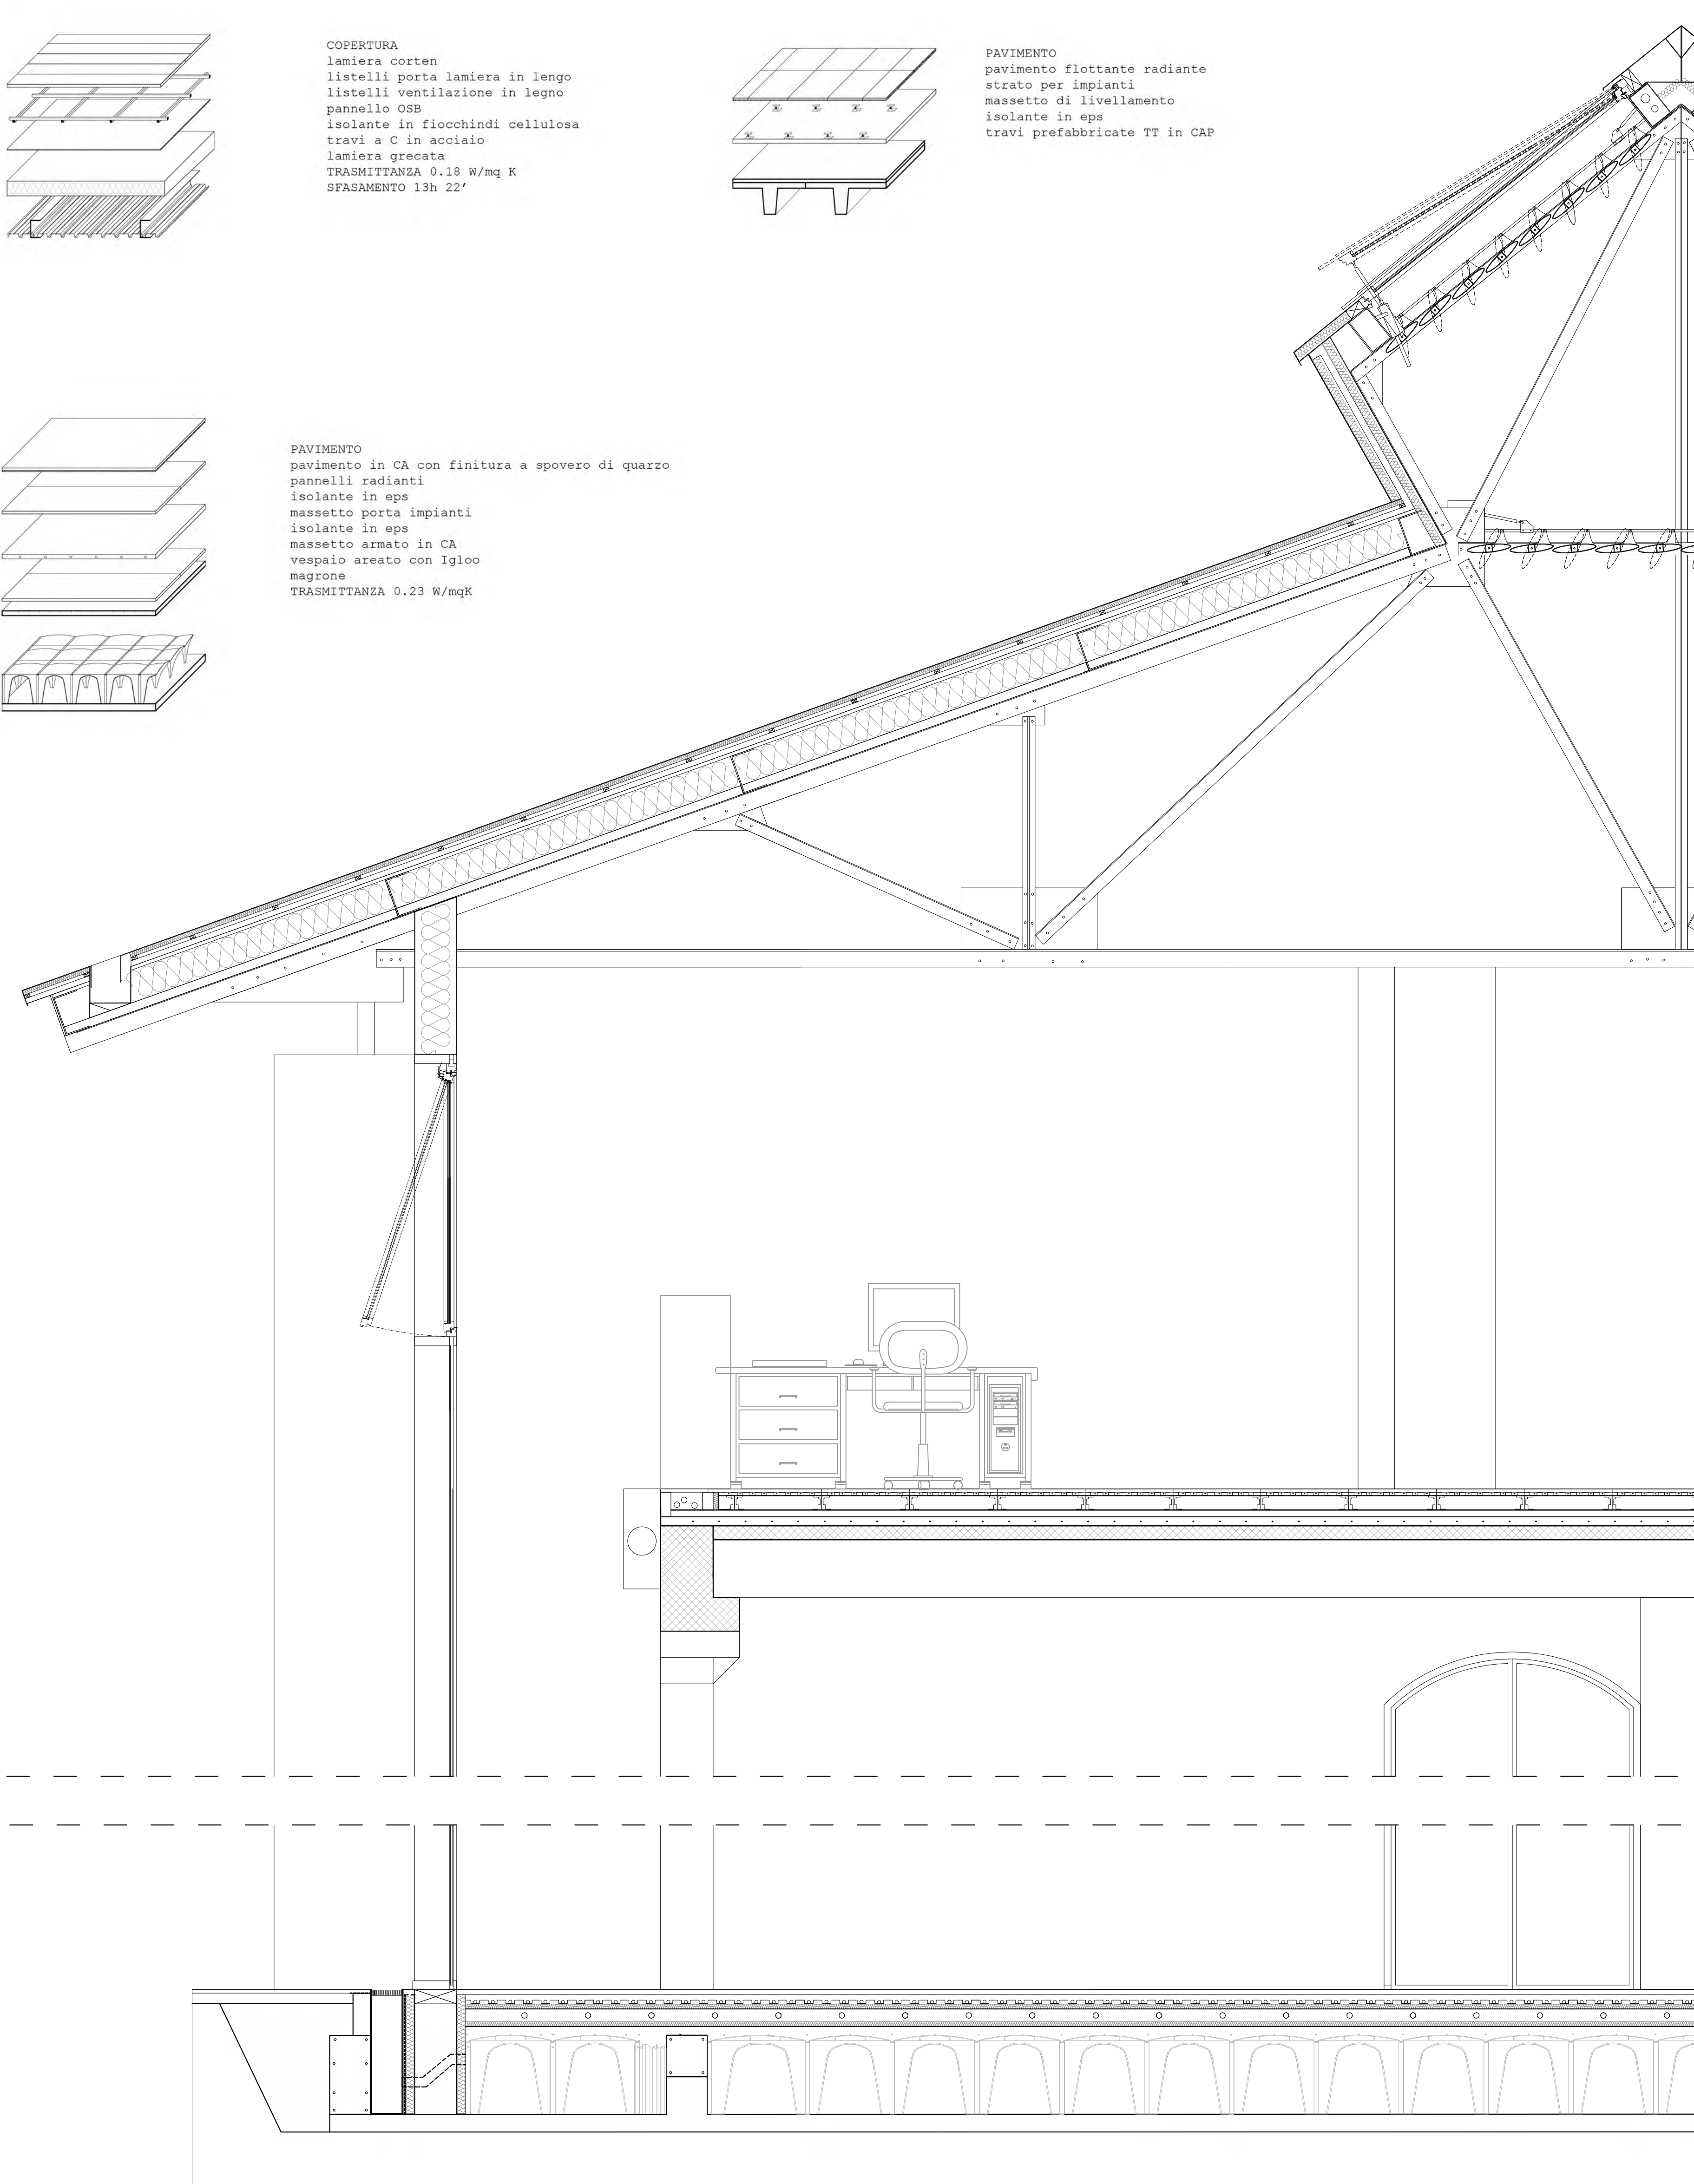 COPERTURA
lamiera corten
listelli porta lamiera in lengo
listelli ventilazione in legno
pannello OSB
isolante in fiocchindi cellulosa
travi a C in acciaio
lamiera grecata
TRASMITTANZA 0.18 W/mq K
SFASAMENTO 13h 22'
PAVIMENTO
pavimento flottante radiante
strato per impianti
massetto di livellamento
isolante in eps
travi prefabbricate TT in CAP
PAVIMENTO
pavimento in CA con finitura a spovero di quarzo
pannelli radianti
isolante in eps
massetto porta impianti
isolante in eps
massetto armato in CA
vespaio areato con Igloo
magrone
TRASMITTANZA 0.23 W/mqK